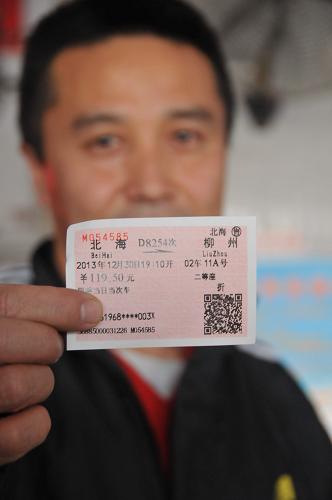 M054585 北海 售
北海 D8254次 柳州
BeiHai LiuZhou
2013年12月30日19:10开 02车11A号
￥119.50元 二等座
限乘当日当次车 折
1968****003X
85000031226 M054585